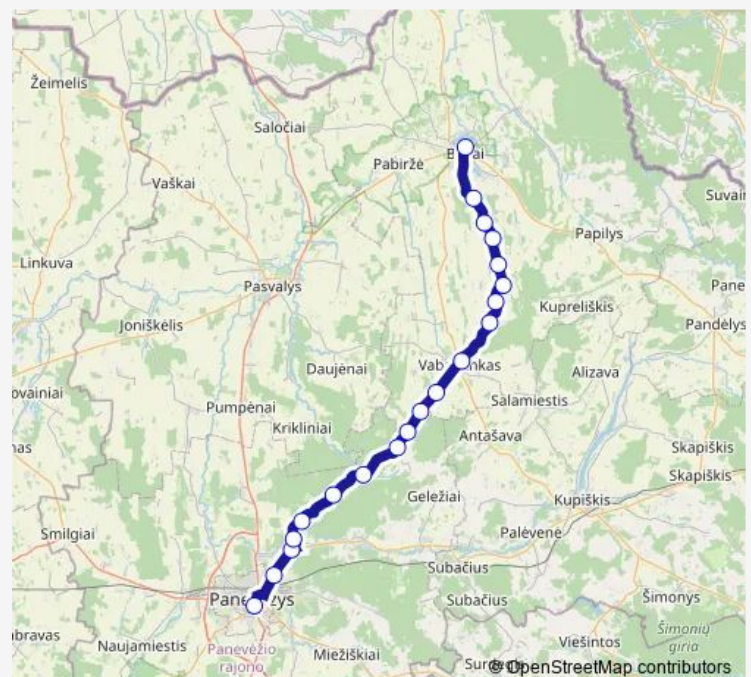 Žeimelis
Saločiai
Pabiržė
Vaškai
Suvai
Papilys
Linkuva
Pasvalys
Pane
Kupreliškis
Joniškėlis
Pandėlys
Daujėnai
Alizava
ovainiai
Salamiestis
Pumpėnai
Krikliniai
Antašava
nas
Skapiškis
Skapiškis
Geležiai
Kupiškis
Smilgiai
Palėvenė
Subačius
Subačius
Šimonys
bravas
Naujamiestis
Panevėžio
rajono
Miežiškiai
Viešintos
Šimonių
giria
© OpenStreetMap contributors